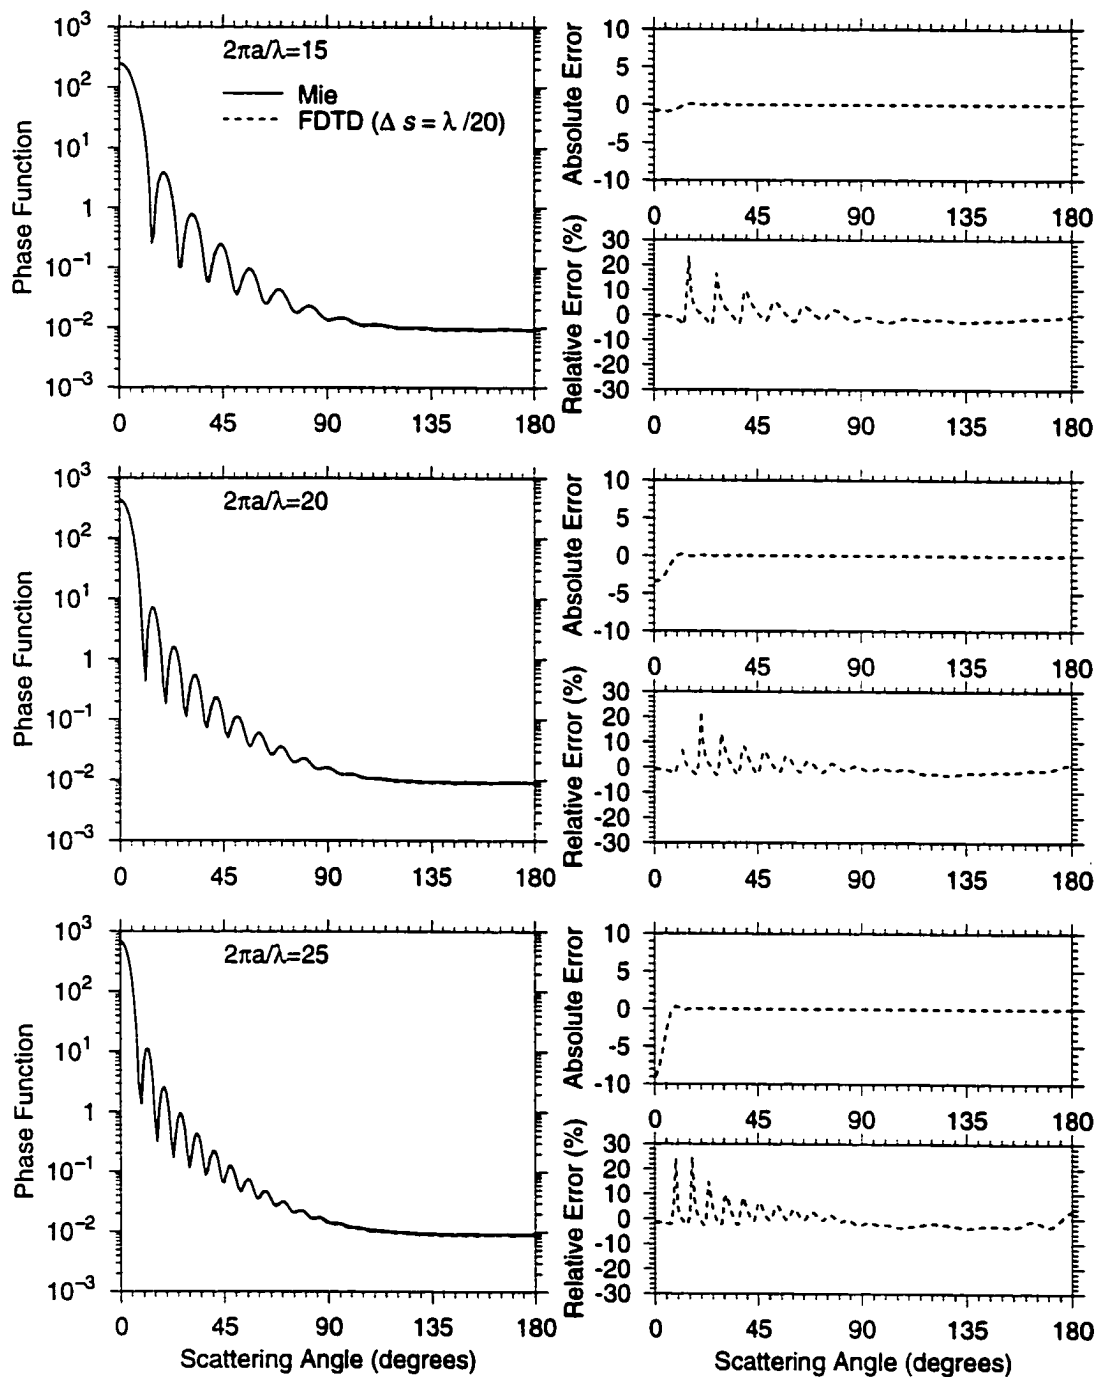 2πa/λ=15
Mie
FDTD (Δ s = λ /20)
Phase Function
10³
10²
10¹
1
10⁻¹
10⁻²
10⁻³
0 45 90 135 180
Absolute Error
10
5
0
-5
-10
0 45 90 135 180
Relative Error (%)
30
20
10
0
-10
-20
-30
0 45 90 135 180
2πa/λ=20
Phase Function
10³
10²
10¹
1
10⁻¹
10⁻²
10⁻³
0 45 90 135 180
Absolute Error
10
5
0
-5
-10
0 45 90 135 180
Relative Error (%)
30
20
10
0
-10
-20
-30
0 45 90 135 180
2πa/λ=25
Phase Function
10³
10²
10¹
1
10⁻¹
10⁻²
10⁻³
0 45 90 135 180
Scattering Angle (degrees)
Absolute Error
10
5
0
-5
-10
0 45 90 135 180
Relative Error (%)
30
20
10
0
-10
-20
-30
0 45 90 135 180
Scattering Angle (degrees)